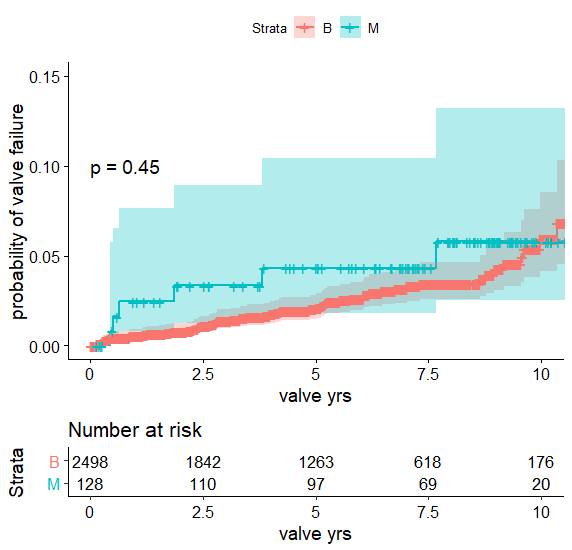 Strata B M
probability of valve failure
0.15
0.10
0.05
0.00
p = 0.45
0 2.5 5 7.5 10
valve yrs
Number at risk
Strata
B 2498 1842 1263 618 176
M 128 110 97 69 20
0 2.5 5 7.5 10
valve yrs